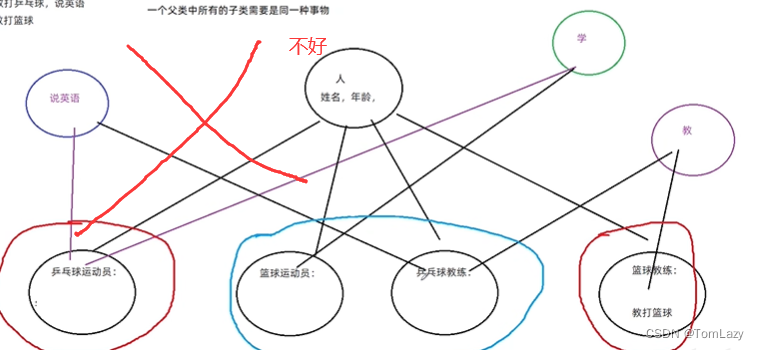 教打乒乓球，说英语
教打篮球
一个父类中所有的子类需要是同一种事物
不好
学
人
姓名，年龄，
说英语
教
乒乓球运动员：
：
篮球运动员：
乒乓球教练：
篮球教练：
教打篮球
CSDN @TomLazy